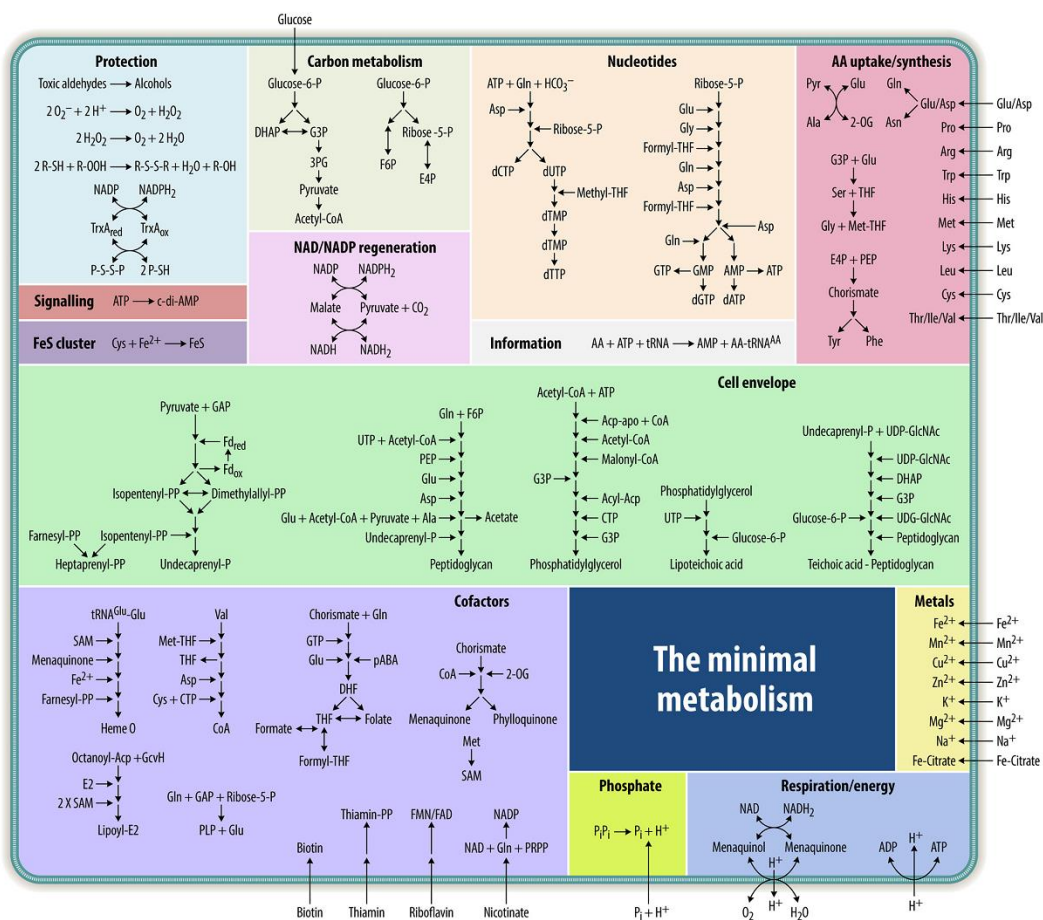 Glucose
Protection
Toxic aldehydes → Alcohols
2 O₂⁻ + 2 H⁺ → O₂ + H₂O₂
2 H₂O₂ → O₂ + 2 H₂O
2 R-SH + R-OOH → R-S-S-R + H₂O + R-OH
NADP NADPH₂
TrxA_red TrxA_ox
P-S-S-P 2 P-SH
Signalling ATP → c-di-AMP
FeS cluster Cys + Fe²⁺ → FeS
Carbon metabolism
Glucose-6-P Glucose-6-P
DHAP G3P Ribose -5-P
3PG F6P
E4P
Pyruvate
Acetyl-CoA
NAD/NADP regeneration
NADP NADPH₂
Malate Pyruvate + CO₂
NADH NADH₂
Nucleotides
ATP + Gln + HCO₃⁻
Asp
Ribose-5-P
dCTP dUTP
Methyl-THF
dTMP
dTMP
dTTP
Ribose-5-P
Glu
Gly
Formyl-THF
Gln
Asp
Formyl-THF
Asp
Gln
GTP GMP AMP ATP
dGTP dATP
Information AA + ATP + tRNA → AMP + AA-tRNA^AA
AA uptake/synthesis
Pyr Glu
Ala 2-OG
Gln
Glu/Asp Glu/Asp
Asn
Pro Pro
Arg Arg
Trp Trp
His His
Met Met
Lys Lys
Leu Leu
Cys Cys
Thr/Ile/Val Thr/Ile/Val
G3P + Glu
Ser + THF
Gly + Met-THF
E4P + PEP
Chorismate
Tyr Phe
Cell envelope
Pyruvate + GAP
Fd_red
Fd_ox
Isopentenyl-PP Dimethylallyl-PP
Farnesyl-PP Isopentenyl-PP
Heptaprenyl-PP Undecaprenyl-P
Gln + F6P
UTP + Acetyl-CoA
PEP
Glu
Asp
Glu + Acetyl-CoA + Pyruvate + Ala Acetate
Undecaprenyl-P
Peptidoglycan
Acetyl-CoA + ATP
Acp-apo + CoA
Acetyl-CoA
Malonyl-CoA
G3P
Acyl-Acp
CTP
G3P
Phosphatidylglycerol
Phosphatidylglycerol
UTP
Glucose-6-P
Lipoteichoic acid
Undecaprenyl-P + UDP-GlcNAc
UDP-GlcNAc
DHAP
G3P
Glucose-6-P UDG-GlcNAc
Peptidoglycan
Teichoic acid - Peptidoglycan
Cofactors
tRNA^Glu-Glu
SAM
Menaquinone
Fe²⁺
Farnesyl-PP
Heme O
Val
Met-THF
THF
Asp
Cys + CTP
CoA
Chorismate + Gln
GTP
Glu pABA
DHF
THF Folate
Formate
Formyl-THF
Chorismate
CoA 2-OG
Menaquinone Phylloquinone
Met
SAM
Octanoyl-Acp +GcvH
E2
2 X SAM
Lipoyl-E2
Gln + GAP + Ribose-5-P
PLP + Glu
Biotin
Biotin
Thiamin-PP
Thiamin
FMN/FAD
Riboflavin
NADP
NAD + Gln + PRPP
Nicotinate
The minimal
metabolism
Metals
Fe²⁺ Fe²⁺
Mn²⁺ Mn²⁺
Cu²⁺ Cu²⁺
Zn²⁺ Zn²⁺
K⁺ K⁺
Mg²⁺ Mg²⁺
Na⁺ Na⁺
Fe-Citrate Fe-Citrate
Phosphate
PᵢPᵢ → Pᵢ + H⁺
Pᵢ + H⁺
Respiration/energy
NAD NADH₂
Menaquinol Menaquinone
H⁺
O₂ H⁺ H₂O
H⁺
ADP ATP
H⁺